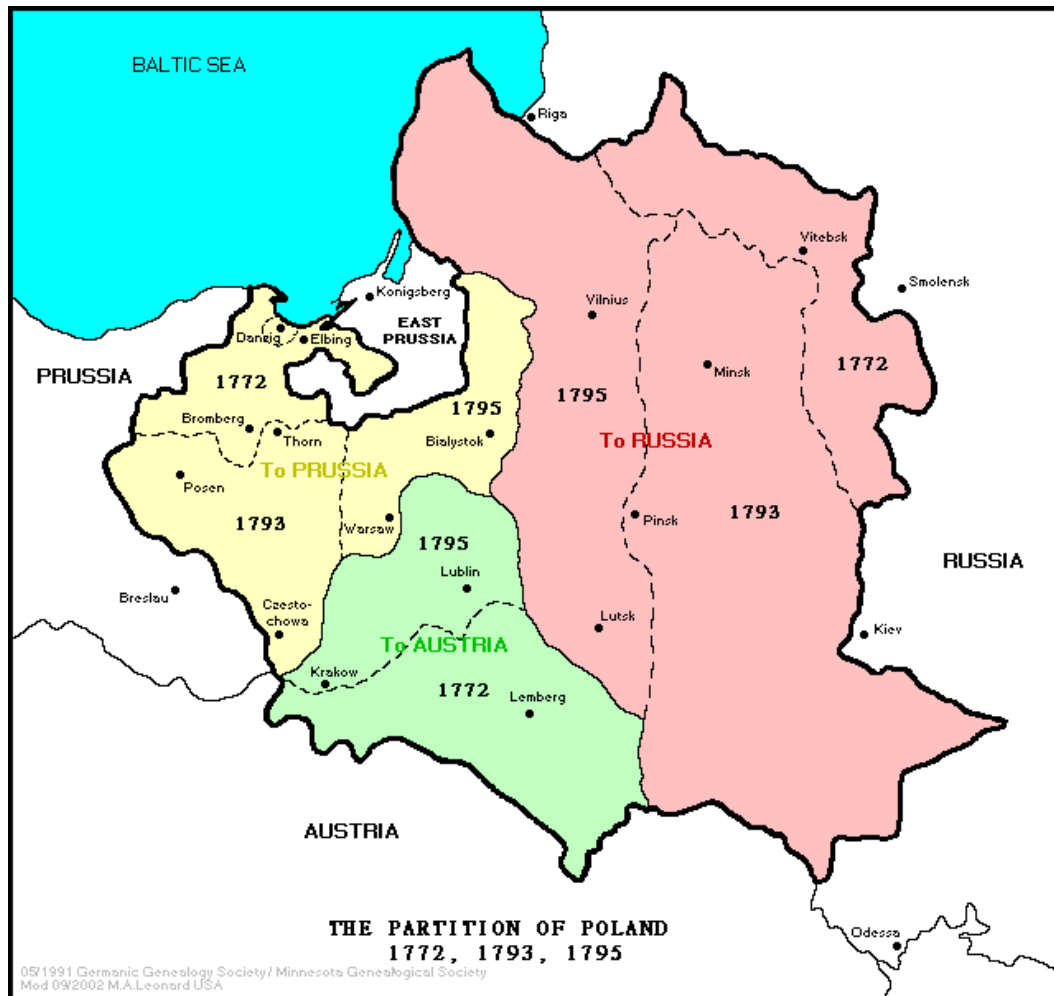 BALTIC SEA
Riga
Vitebsk
Smolensk
Konigsberg
Vilnius
EAST
PRUSSIA
Danzig
Elbing
PRUSSIA
1772
Minsk
1772
1795
1795
Bromberg
Thorn
Bialystok
To RUSSIA
To PRUSSIA
Posen
1793
Warsaw
Pinsk
1793
1795
RUSSIA
Lublin
Breslau
Czesto-
chowa
Lutsk
Kiev
To AUSTRIA
Krakow
1772
Lemberg
AUSTRIA
THE PARTITION OF POLAND
1772, 1793, 1795
Odessa
05/1991 Germanic Genealogy Society/Minnesota Genealogical Society
Mod 09/2002 M.A.Leonard USA